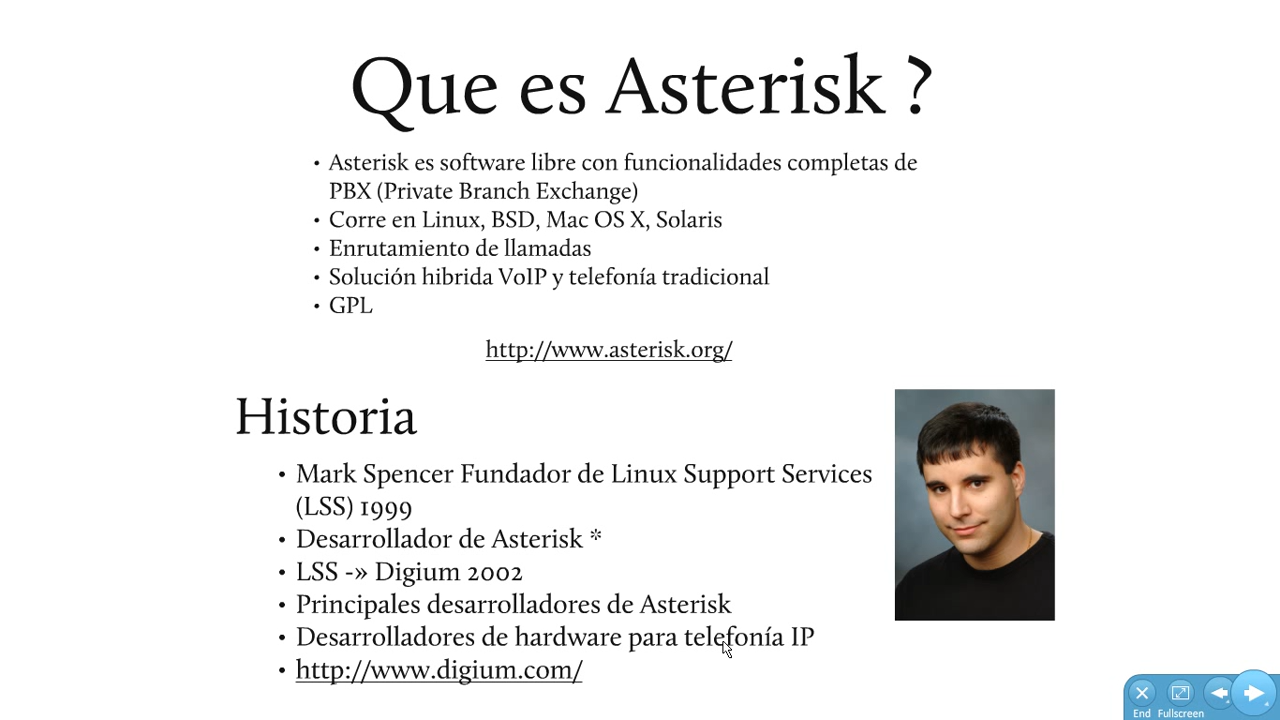 Que es Asterisk ?
• Asterisk es software libre con funcionalidades completas de
PBX (Private Branch Exchange)
• Corre en Linux, BSD, Mac OS X, Solaris
• Enrutamiento de llamadas
• Solución hibrida VoIP y telefonía tradicional
• GPL
http://www.asterisk.org/
Historia
• Mark Spencer Fundador de Linux Support Services
(LSS) 1999
• Desarrollador de Asterisk *
• LSS -» Digium 2002
• Principales desarrolladores de Asterisk
• Desarrolladores de hardware para telefonía IP
• http://www.digium.com/
End Fullscreen